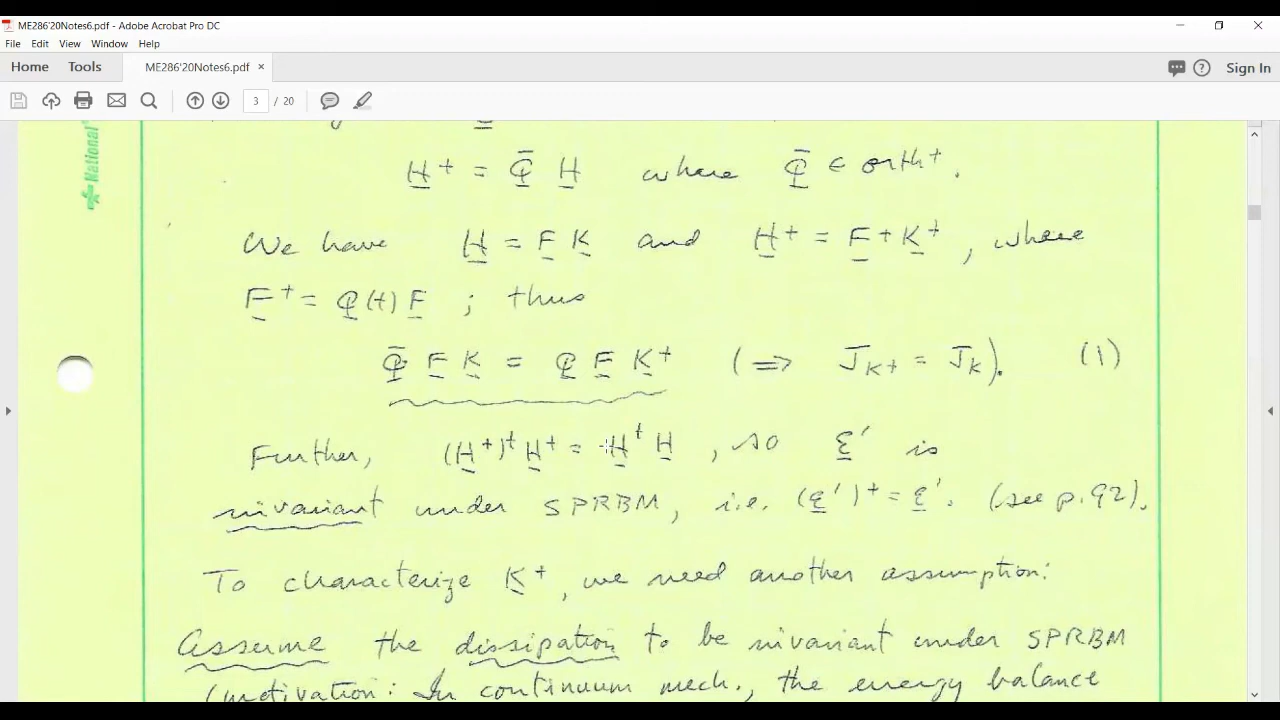 ME286'20Notes6.pdf - Adobe Acrobat Pro DC
File Edit View Window Help
Home Tools ME286'20Notes6.pdf × Sign In
3 / 20
National
H⁺ = Q̄ H where Q̄ ∈ orth⁺.
We have H = F K and H⁺ = F⁺ K⁺, where
F⁺ = Q(t) F ; thus
Q̄ F K = Q F K⁺ (⟹ J_K⁺ = J_K). (1)
Further, (H⁺)ᵗ H⁺ = Hᵗ H, so Ɛ' is
invariant under SPRBM, i.e. (Ɛ')⁺ = Ɛ'. (see p. 92).
To characterize K⁺, we need another assumption:
Assume the dissipation to be invariant under SPRBM
(motivation: In continuum mech., the energy balance